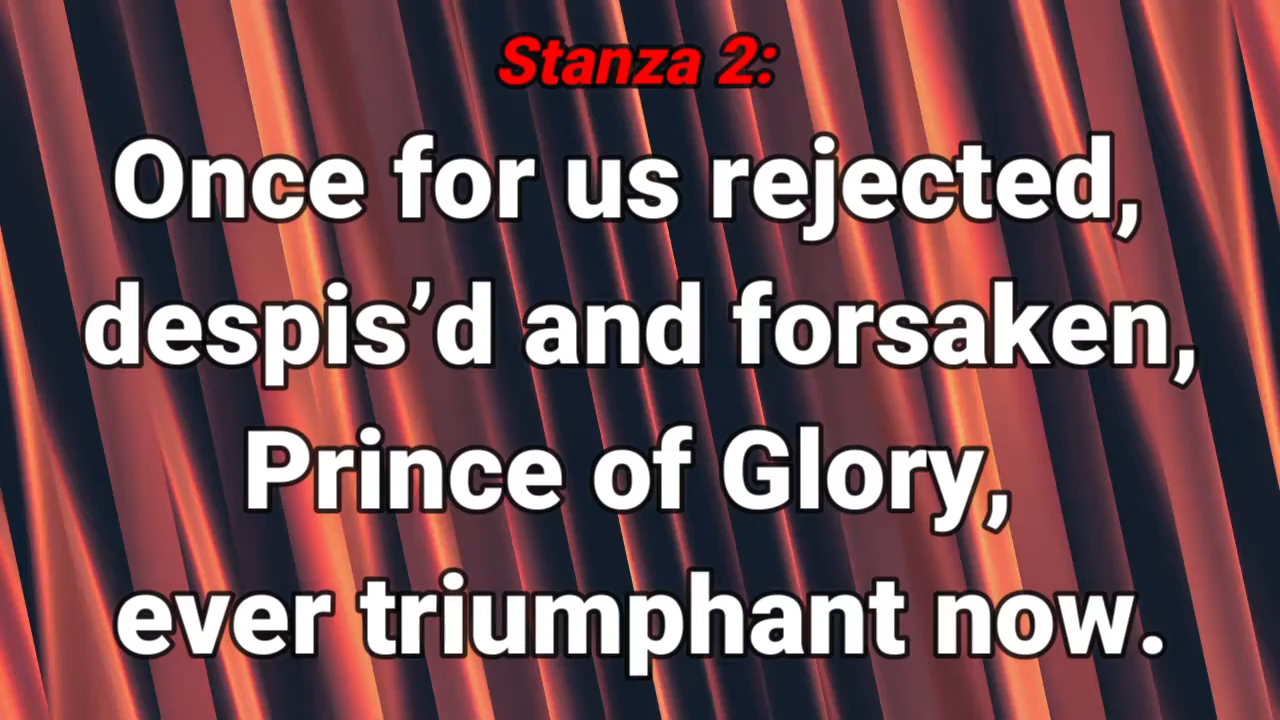 Stanza 2:
Once for us rejected,
despis’d and forsaken,
Prince of Glory,
ever triumphant now.